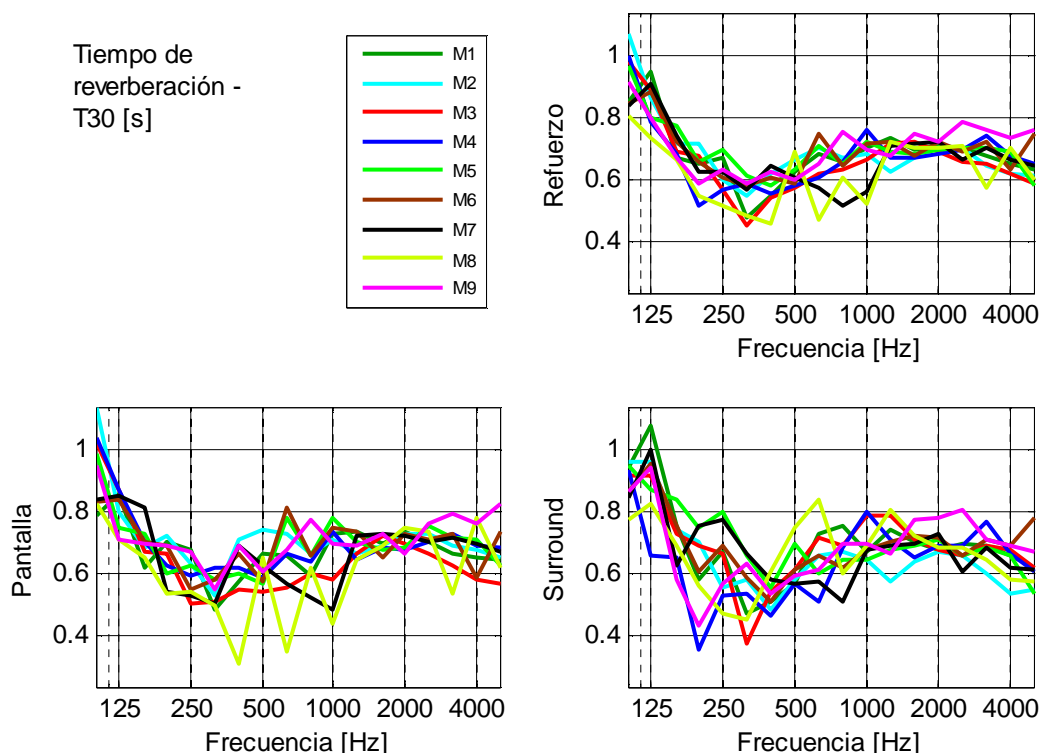 Tiempo de
reverberación -
T30 [s]
M1
M2
M3
M4
M5
M6
M7
M8
M9
1
0.8
0.6
0.4
Refuerzo
125 250 500 1000 2000 4000
Frecuencia [Hz]
1
0.8
0.6
0.4
Pantalla
125 250 500 1000 2000 4000
Frecuencia [Hz]
1
0.8
0.6
0.4
Surround
125 250 500 1000 2000 4000
Frecuencia [Hz]